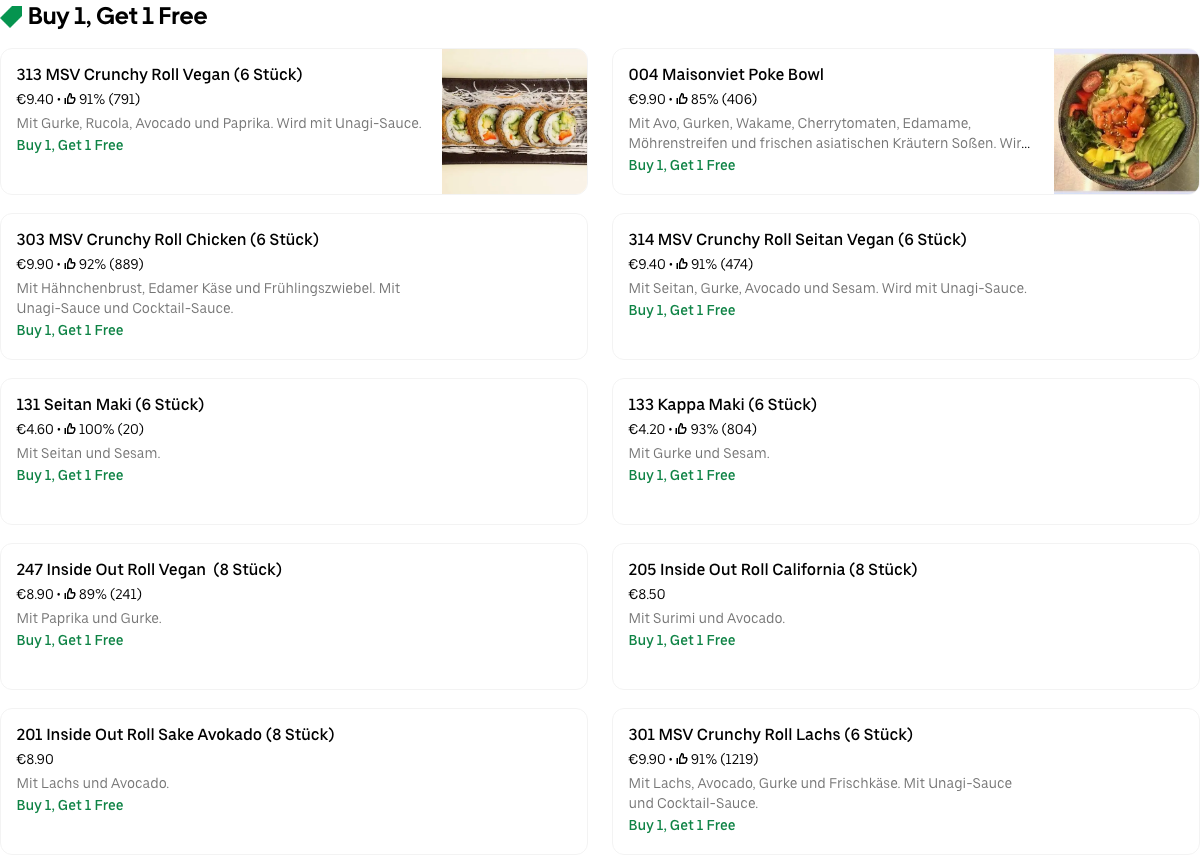 Buy 1, Get 1 Free
313 MSV Crunchy Roll Vegan (6 Stück)
€9.40 • 91% (791)
Mit Gurke, Rucola, Avocado und Paprika. Wird mit Unagi-Sauce.
Buy 1, Get 1 Free
004 Maisonviet Poke Bowl
€9.90 • 85% (406)
Mit Avo, Gurken, Wakame, Cherrytomaten, Edamame,
Möhrenstreifen und frischen asiatischen Kräutern Soßen. Wir...
Buy 1, Get 1 Free
303 MSV Crunchy Roll Chicken (6 Stück)
€9.90 • 92% (889)
Mit Hähnchenbrust, Edamer Käse und Frühlingszwiebel. Mit
Unagi-Sauce und Cocktail-Sauce.
Buy 1, Get 1 Free
314 MSV Crunchy Roll Seitan Vegan (6 Stück)
€9.40 • 91% (474)
Mit Seitan, Gurke, Avocado und Sesam. Wird mit Unagi-Sauce.
Buy 1, Get 1 Free
131 Seitan Maki (6 Stück)
€4.60 • 100% (20)
Mit Seitan und Sesam.
Buy 1, Get 1 Free
133 Kappa Maki (6 Stück)
€4.20 • 93% (804)
Mit Gurke und Sesam.
Buy 1, Get 1 Free
247 Inside Out Roll Vegan (8 Stück)
€8.90 • 89% (241)
Mit Paprika und Gurke.
Buy 1, Get 1 Free
205 Inside Out Roll California (8 Stück)
€8.50
Mit Surimi und Avocado.
Buy 1, Get 1 Free
201 Inside Out Roll Sake Avokado (8 Stück)
€8.90
Mit Lachs und Avocado.
Buy 1, Get 1 Free
301 MSV Crunchy Roll Lachs (6 Stück)
€9.90 • 91% (1219)
Mit Lachs, Avocado, Gurke und Frischkäse. Mit Unagi-Sauce
und Cocktail-Sauce.
Buy 1, Get 1 Free